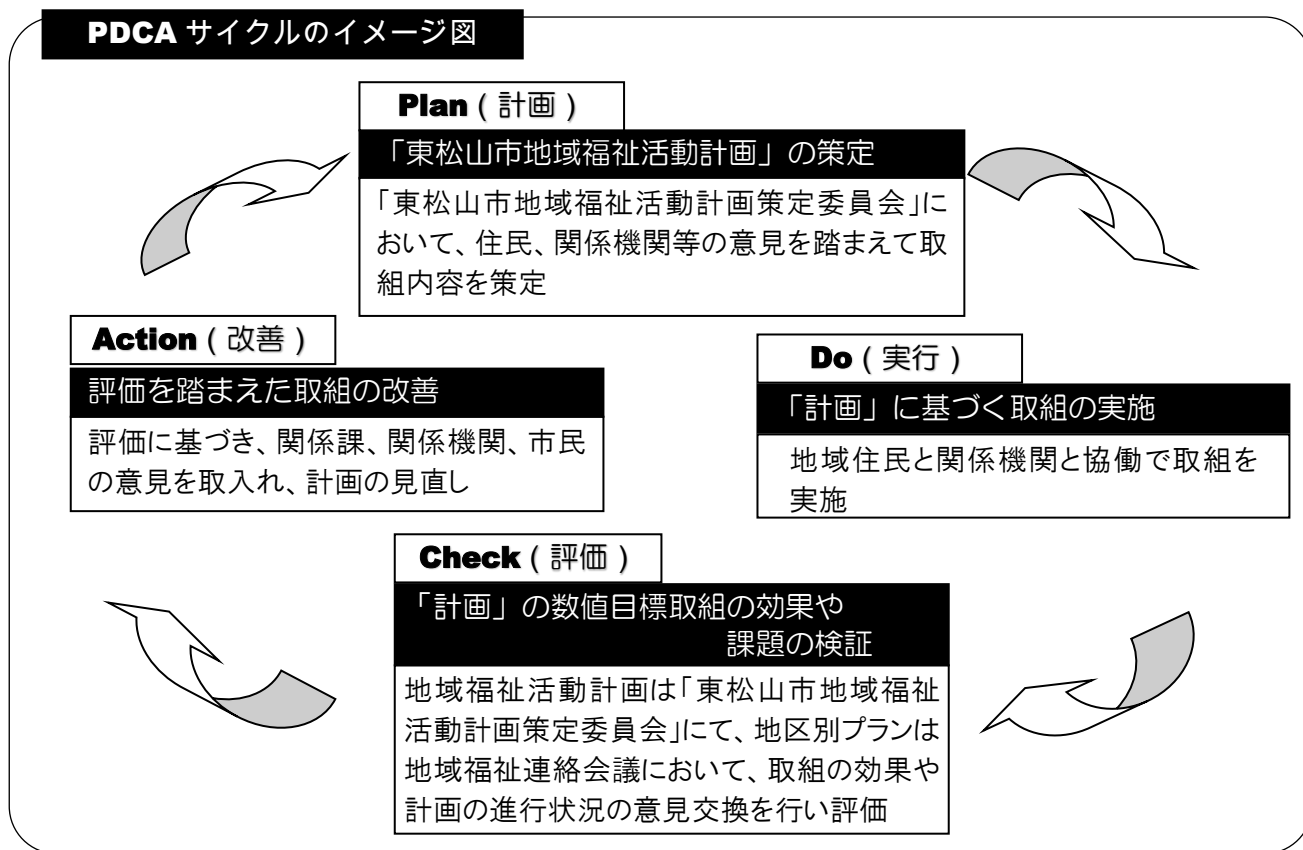 PDCA サイクルのイメージ図
Plan ( 計画 )
「東松山市地域福祉活動計画」の策定
「東松山市地域福祉活動計画策定委員会」に
おいて、住民、関係機関等の意見を踏まえて取
組内容を策定
Action ( 改善 )
評価を踏まえた取組の改善
評価に基づき、関係課、関係機関、市民
の意見を取入れ、計画の見直し
Do ( 実行 )
「計画」に基づく取組の実施
地域住民と関係機関と協働で取組を
実施
Check ( 評価 )
「計画」の数値目標取組の効果や
課題の検証
地域福祉活動計画は「東松山市地域福祉
活動計画策定委員会」にて、地区別プランは
地域福祉連絡会議において、取組の効果や
計画の進行状況の意見交換を行い評価